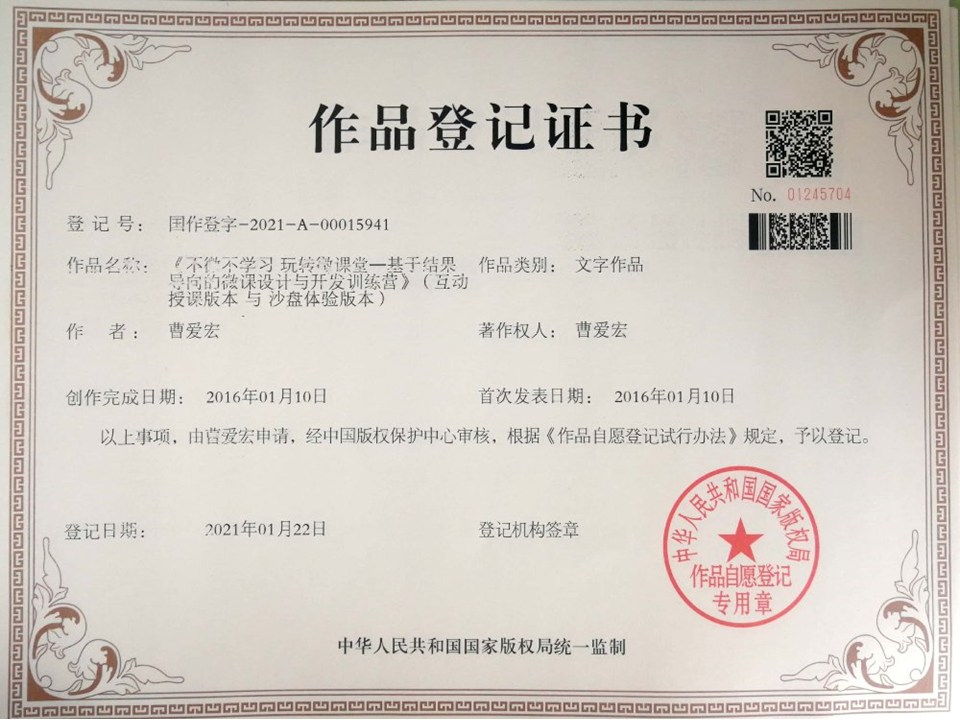 作品登记证书
No. 01245704
登记号： 国作登字-2021-A-00015941
作品名称： 《不微不学习 玩转微课堂—基于结果 作品类别： 文字作品
导向的微课设计与开发训练营》（互动
授课版本 与 沙盘体验版本）
作 者： 曹爱宏 著作权人： 曹爱宏
创作完成日期： 2016年01月10日 首次发表日期： 2016年01月10日
以上事项，由曹爱宏申请，经中国版权保护中心审核，根据《作品自愿登记试行办法》规定，予以登记。
登记日期： 2021年01月22日 登记机构签章
中华人民共和国国家版权局
作品自愿登记
专用章
中华人民共和国国家版权局统一监制